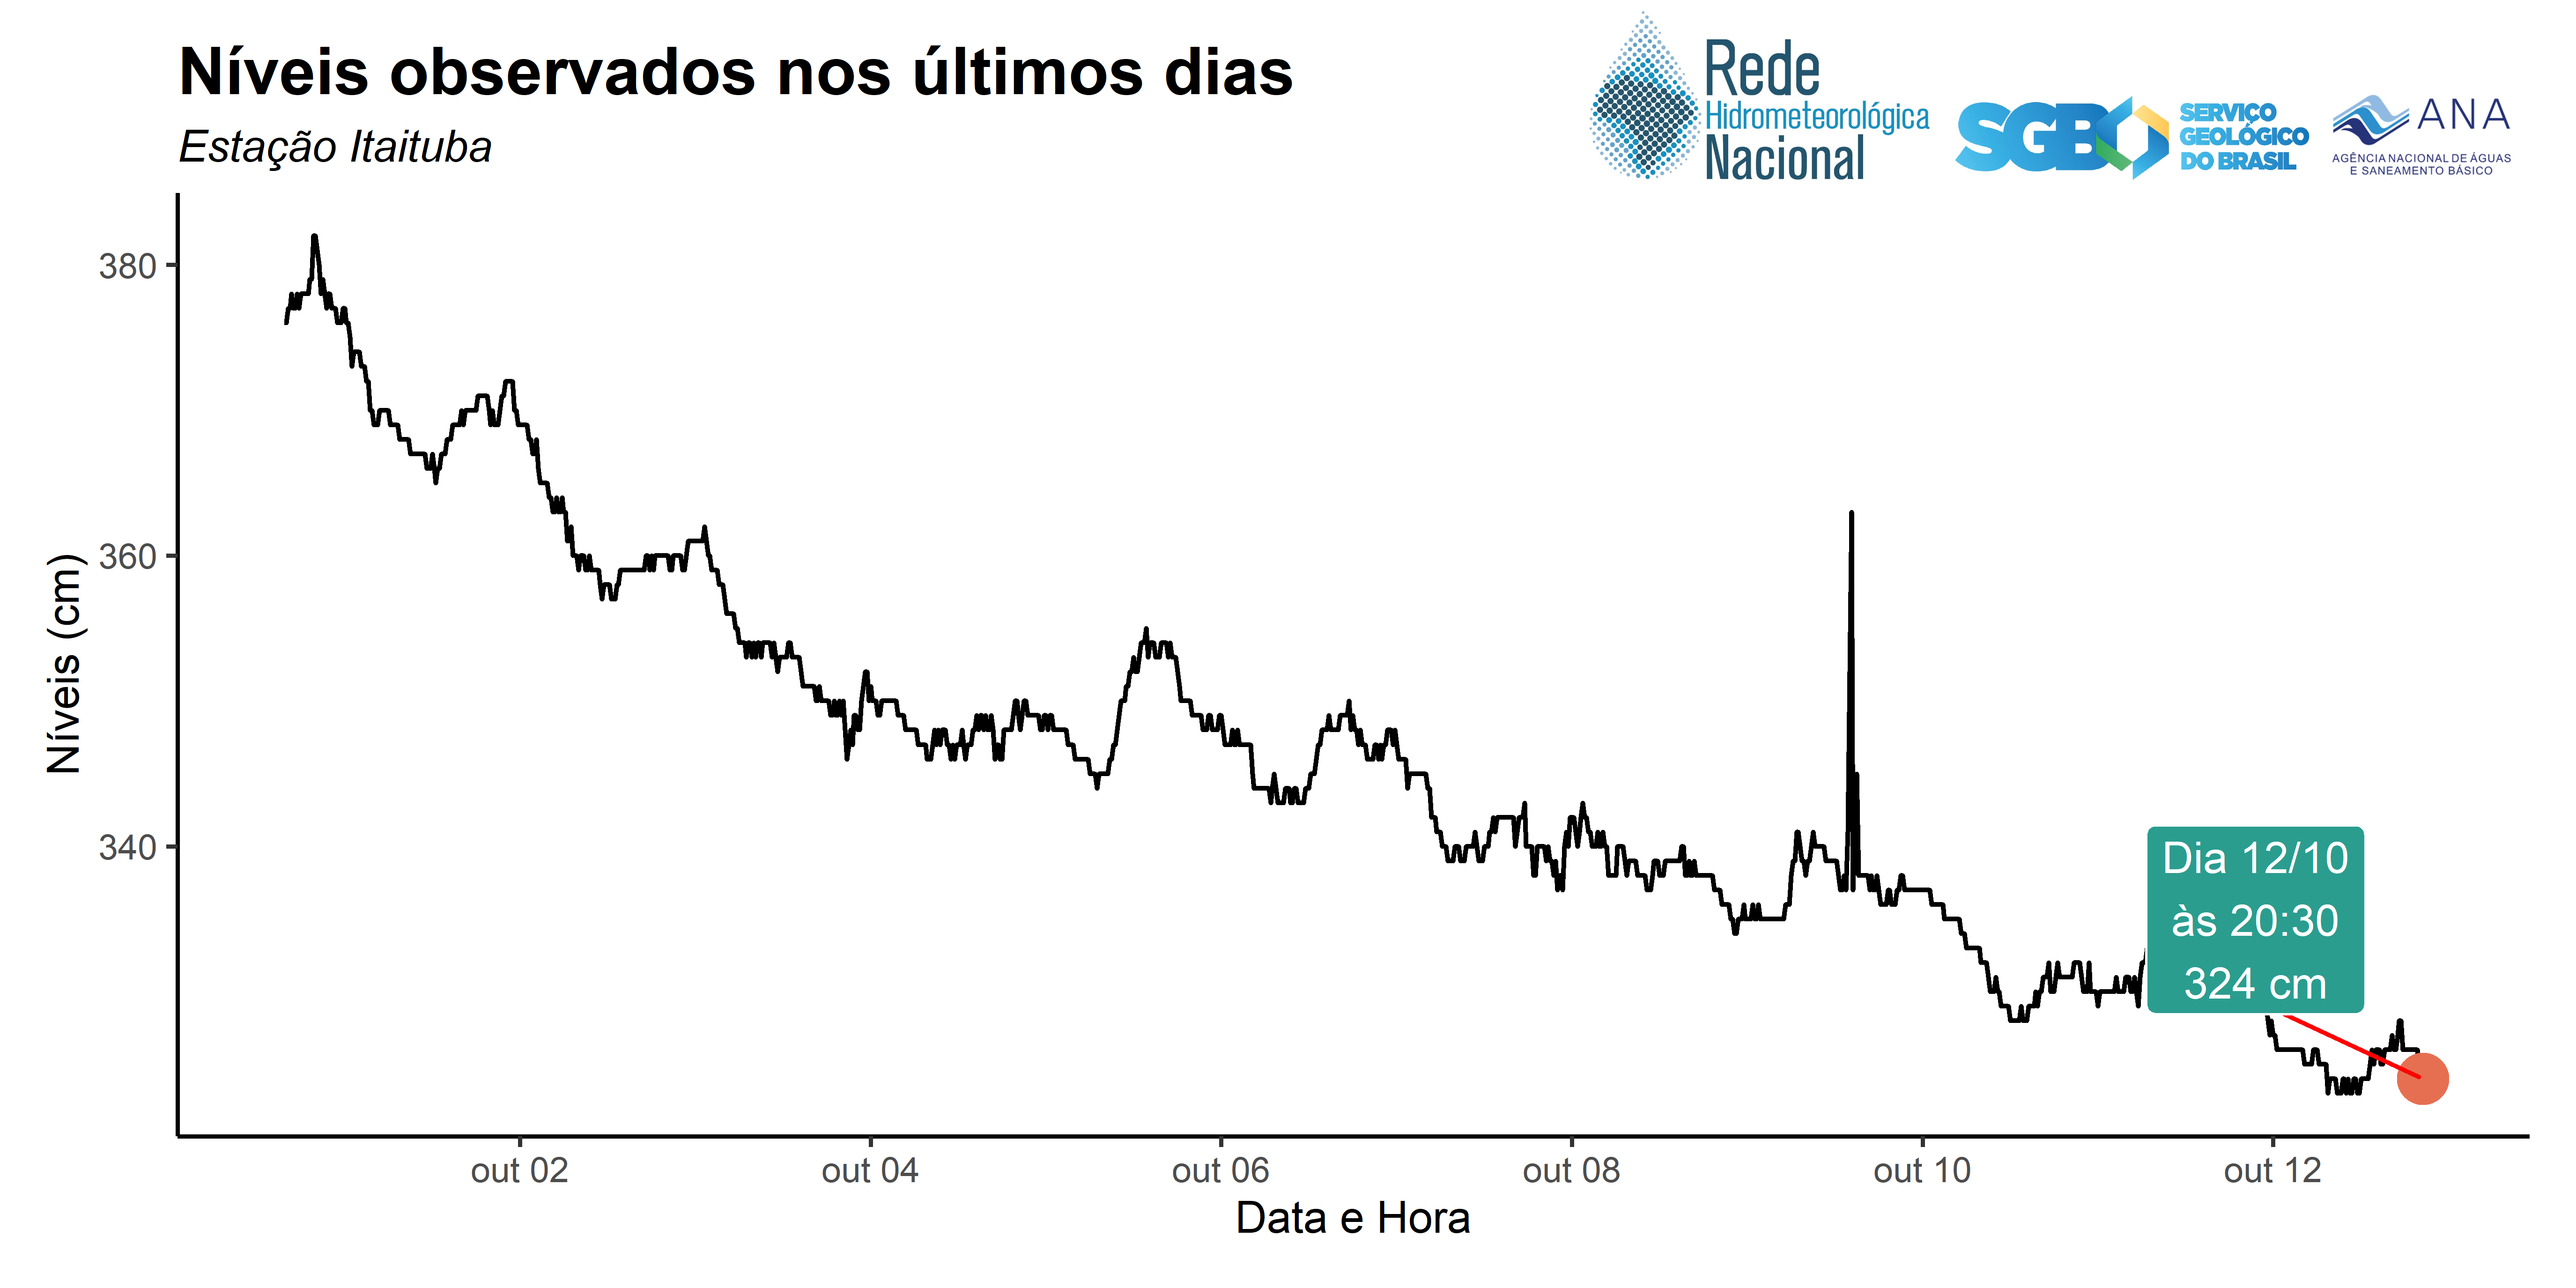 Níveis observados nos últimos dias
Estação Itaituba
Rede
Hidrometeorológica
Nacional
SGB
SERVIÇO
GEOLÓGICO
DO BRASIL
ANA
AGÊNCIA NACIONAL DE ÁGUAS
E SANEAMENTO BÁSICO
Níveis (cm)
380
360
340
Dia 12/10
às 20:30
324 cm
out 02
out 04
out 06
out 08
out 10
out 12
Data e Hora